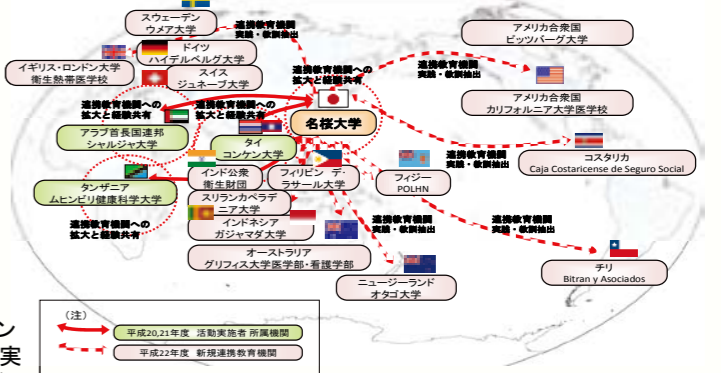 スウェーデン
ウメア大学
連携教育機関
実践・教訓抽出
アメリカ合衆国
ピッツバーグ大学
ドイツ
ハイデルベルグ大学
イギリス・ロンドン大学
衛生熱帯医学校
スイス
ジュネーブ大学
連携教育機関への
拡大と経験共有
連携教育機関
実践・教訓抽出
アメリカ合衆国
カリフォルニア大学医学校
連携教育機関への
拡大と経験共有
連携教育機関への
拡大と経験共有
名桜大学
アラブ首長国連邦
シャルジャ大学
タイ
コンケン大学
連携教育機関
実践・教訓抽出
コスタリカ
Caja Costaricense de Seguro Social
インド公衆
衛生財団
フィリピン デ・
ラサール大学
フィジー
POLHN
タンザニア
ムヒンビリ健康科学大学
スリランカペラデ
ニア大学
インドネシア
ガジャマダ大学
連携教育機関への
拡大と経験共有
連携教育機関
実践・教訓抽出
連携教育機関
実践・教訓抽出
オーストラリア
グリフィス大学医学部・看護学部
ニュージーランド
オタゴ大学
チリ
Bitran y Asociados
(注)
平成20,21年度 活動実施者 所属機関
平成22年度 新規連携教育機関
ン
実